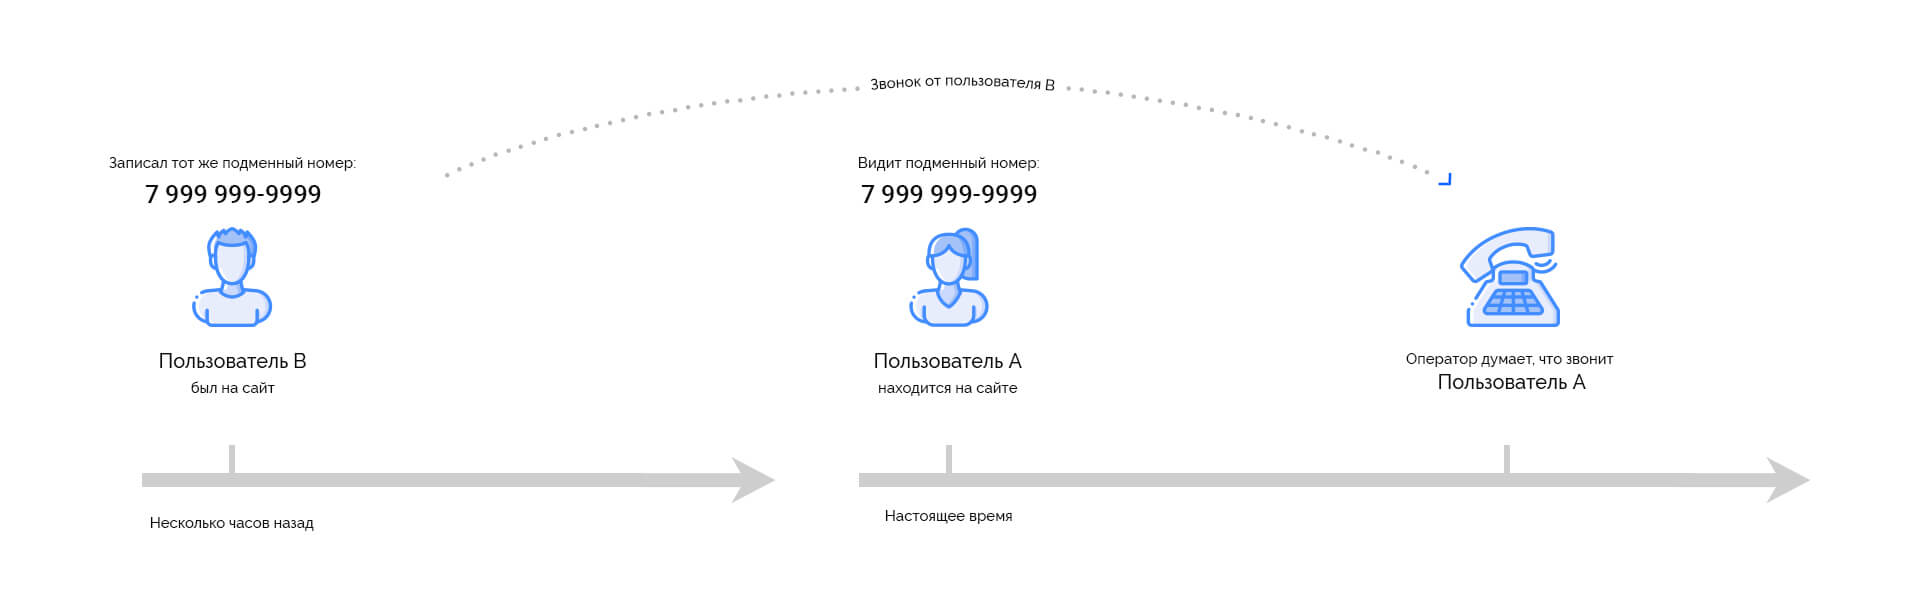 Звонок от пользователя В
Записал тот же подменный номер:
7 999 999-9999
Пользователь В
был на сайт
Видит подменный номер:
7 999 999-9999
Пользователь А
находится на сайте
Оператор думает, что звонит
Пользователь А
Несколько часов назад
Настоящее время